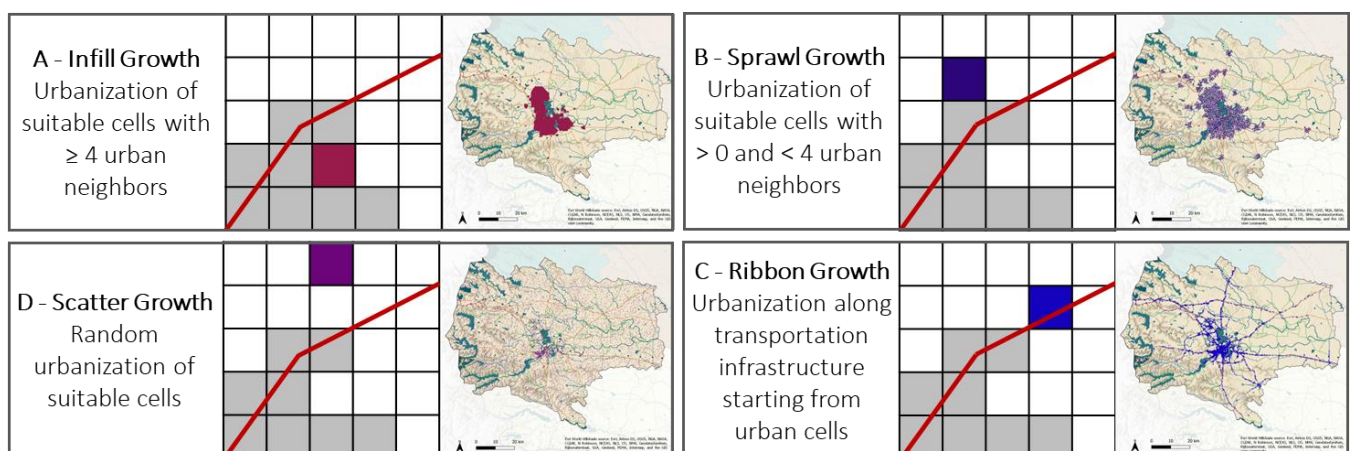 A - Infill Growth
Urbanization of
suitable cells with
≥ 4 urban
neighbors
B - Sprawl Growth
Urbanization of
suitable cells with
> 0 and < 4 urban
neighbors
D - Scatter Growth
Random
urbanization of
suitable cells
C - Ribbon Growth
Urbanization along
transportation
infrastructure
starting from
urban cells